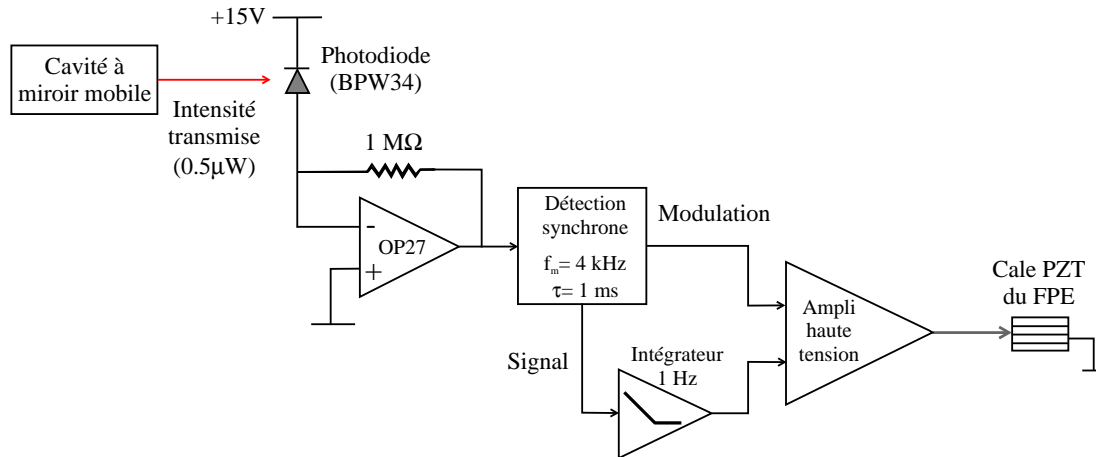 +15V
Cavité à
miroir mobile
Photodiode
(BPW34)
Intensité
transmise
(0.5µW)
1 MΩ
-
OP27
+
Détection
synchrone
fm= 4 kHz
τ= 1 ms
Modulation
Signal
Intégrateur
1 Hz
Ampli
haute
tension
Cale PZT
du FPE